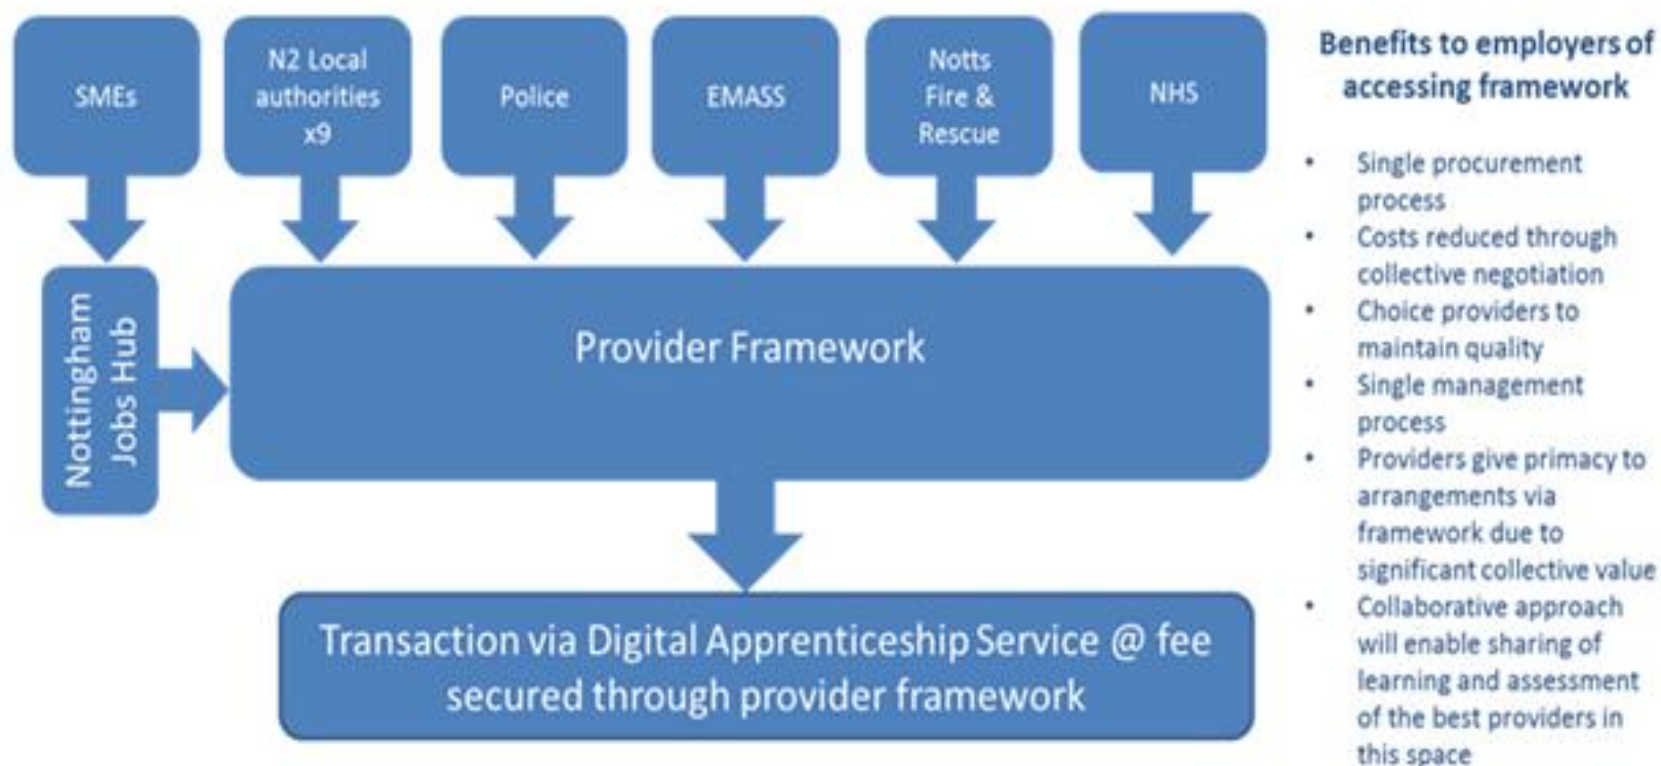 SMEs
N2 Local
authorities
x9
Police
EMASS
Notts
Fire &
Rescue
NHS
Nottingham
Jobs Hub
Provider Framework
Transaction via Digital Apprenticeship Service @ fee
secured through provider framework
Benefits to employers of
accessing framework
• Single procurement
process
• Costs reduced through
collective negotiation
• Choice providers to
maintain quality
• Single management
process
• Providers give primacy to
arrangements via
framework due to
significant collective value
• Collaborative approach
will enable sharing of
learning and assessment
of the best providers in
this space